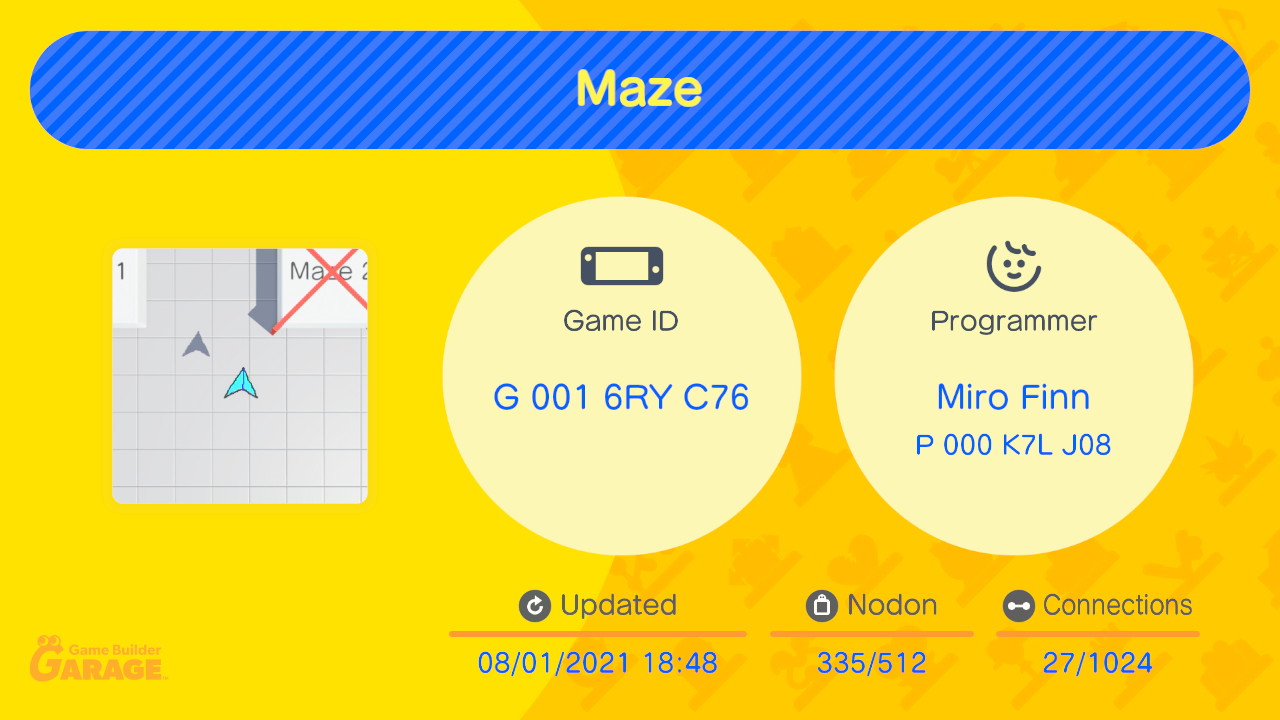 Maze
1
Maze 2
Game ID
G 001 6RY C76
Programmer
Miro Finn
P 000 K7L J08
Updated
Nodon
Connections
08/01/2021 18:48
335/512
27/1024
Game Builder
GARAGE